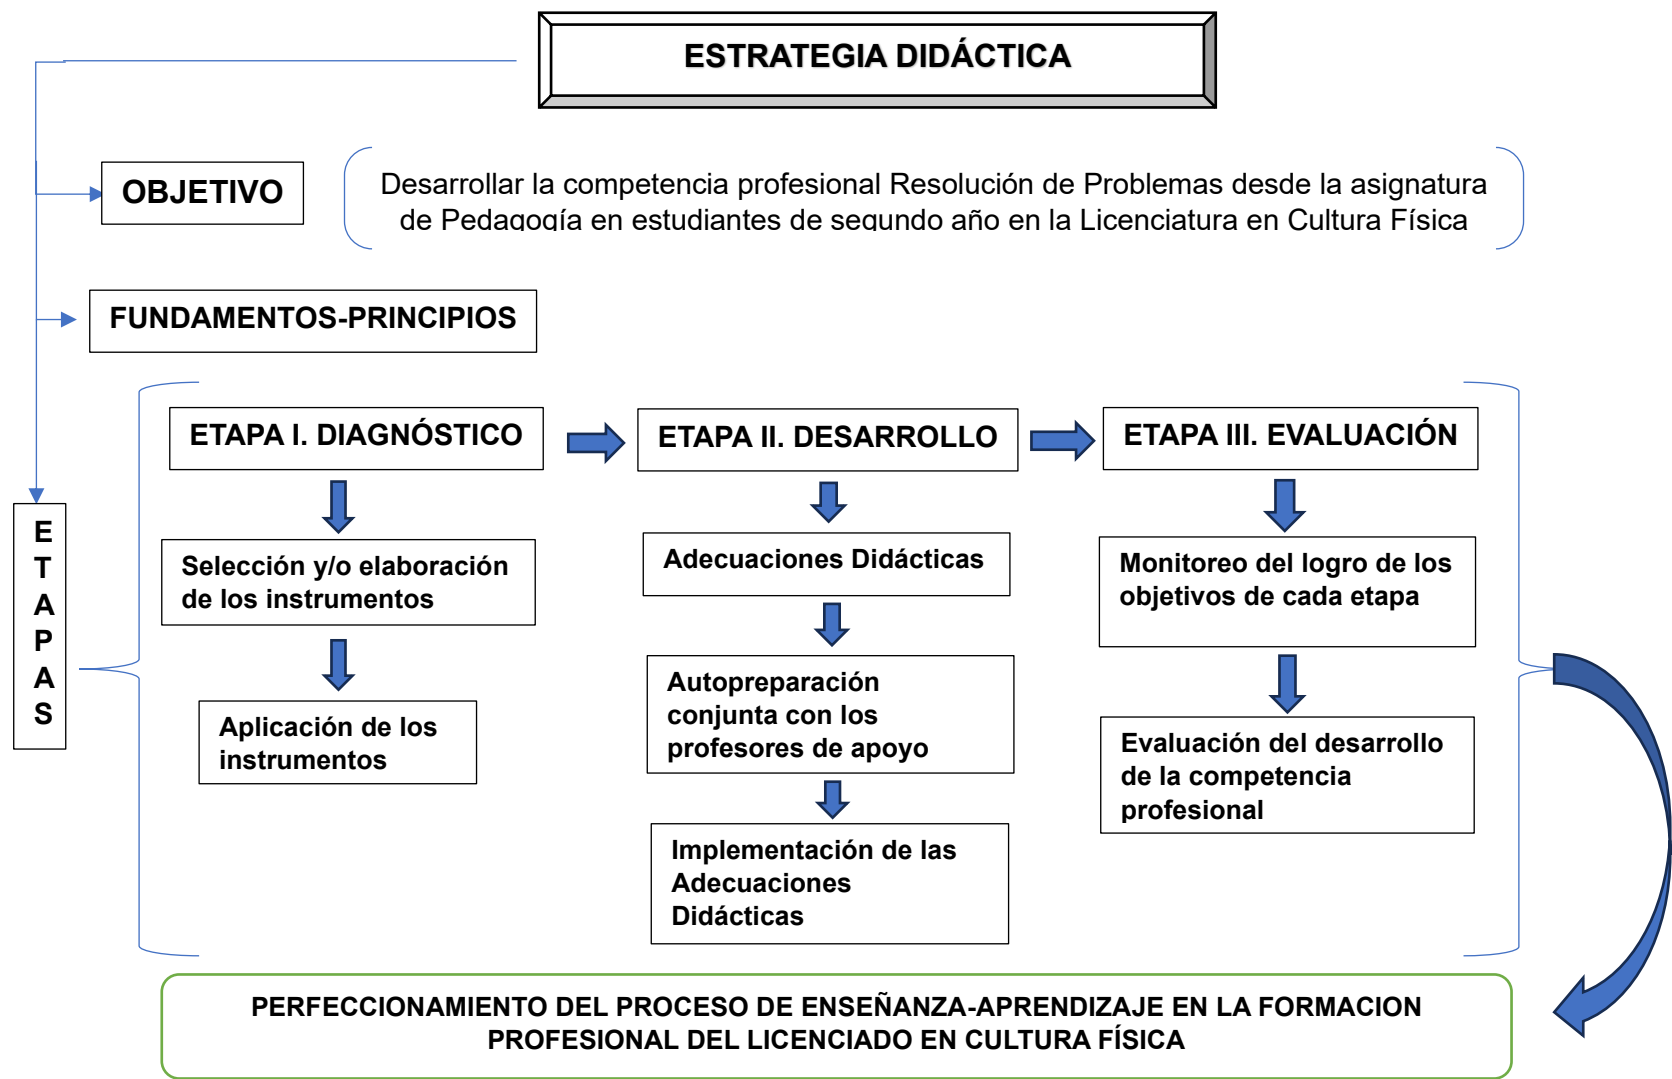 ESTRATEGIA DIDÁCTICA
OBJETIVO
Desarrollar la competencia profesional Resolución de Problemas desde la asignatura
de Pedagogía en estudiantes de segundo año en la Licenciatura en Cultura Física
FUNDAMENTOS-PRINCIPIOS
ETAPAS
ETAPA I. DIAGNÓSTICO
Selección y/o elaboración
de los instrumentos
Aplicación de los
instrumentos
ETAPA II. DESARROLLO
Adecuaciones Didácticas
Autopreparación
conjunta con los
profesores de apoyo
Implementación de las
Adecuaciones
Didácticas
ETAPA III. EVALUACIÓN
Monitoreo del logro de los
objetivos de cada etapa
Evaluación del desarrollo
de la competencia
profesional
PERFECCIONAMIENTO DEL PROCESO DE ENSEÑANZA-APRENDIZAJE EN LA FORMACION
PROFESIONAL DEL LICENCIADO EN CULTURA FÍSICA